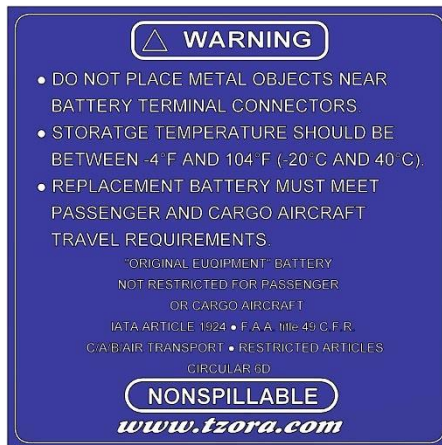 ⚠ WARNING
• DO NOT PLACE METAL OBJECTS NEAR
BATTERY TERMINAL CONNECTORS.
• STORATGE TEMPERATURE SHOULD BE
BETWEEN -4°F AND 104°F (-20°C AND 40°C).
• REPLACEMENT BATTERY MUST MEET
PASSENGER AND CARGO AIRCRAFT
TRAVEL REQUIREMENTS.
"ORIGINAL EUQIPMENT" BATTERY
NOT RESTRICTED FOR PASSENGER
OR CARGO AIRCRAFT
IATA ARTICLE 1924 • F.A.A. title 49 C.F.R.
C/A/B/AIR TRANSPORT • RESTRICTED ARTICLES
CIRCULAR 6D
NONSPILLABLE
www.tzora.com